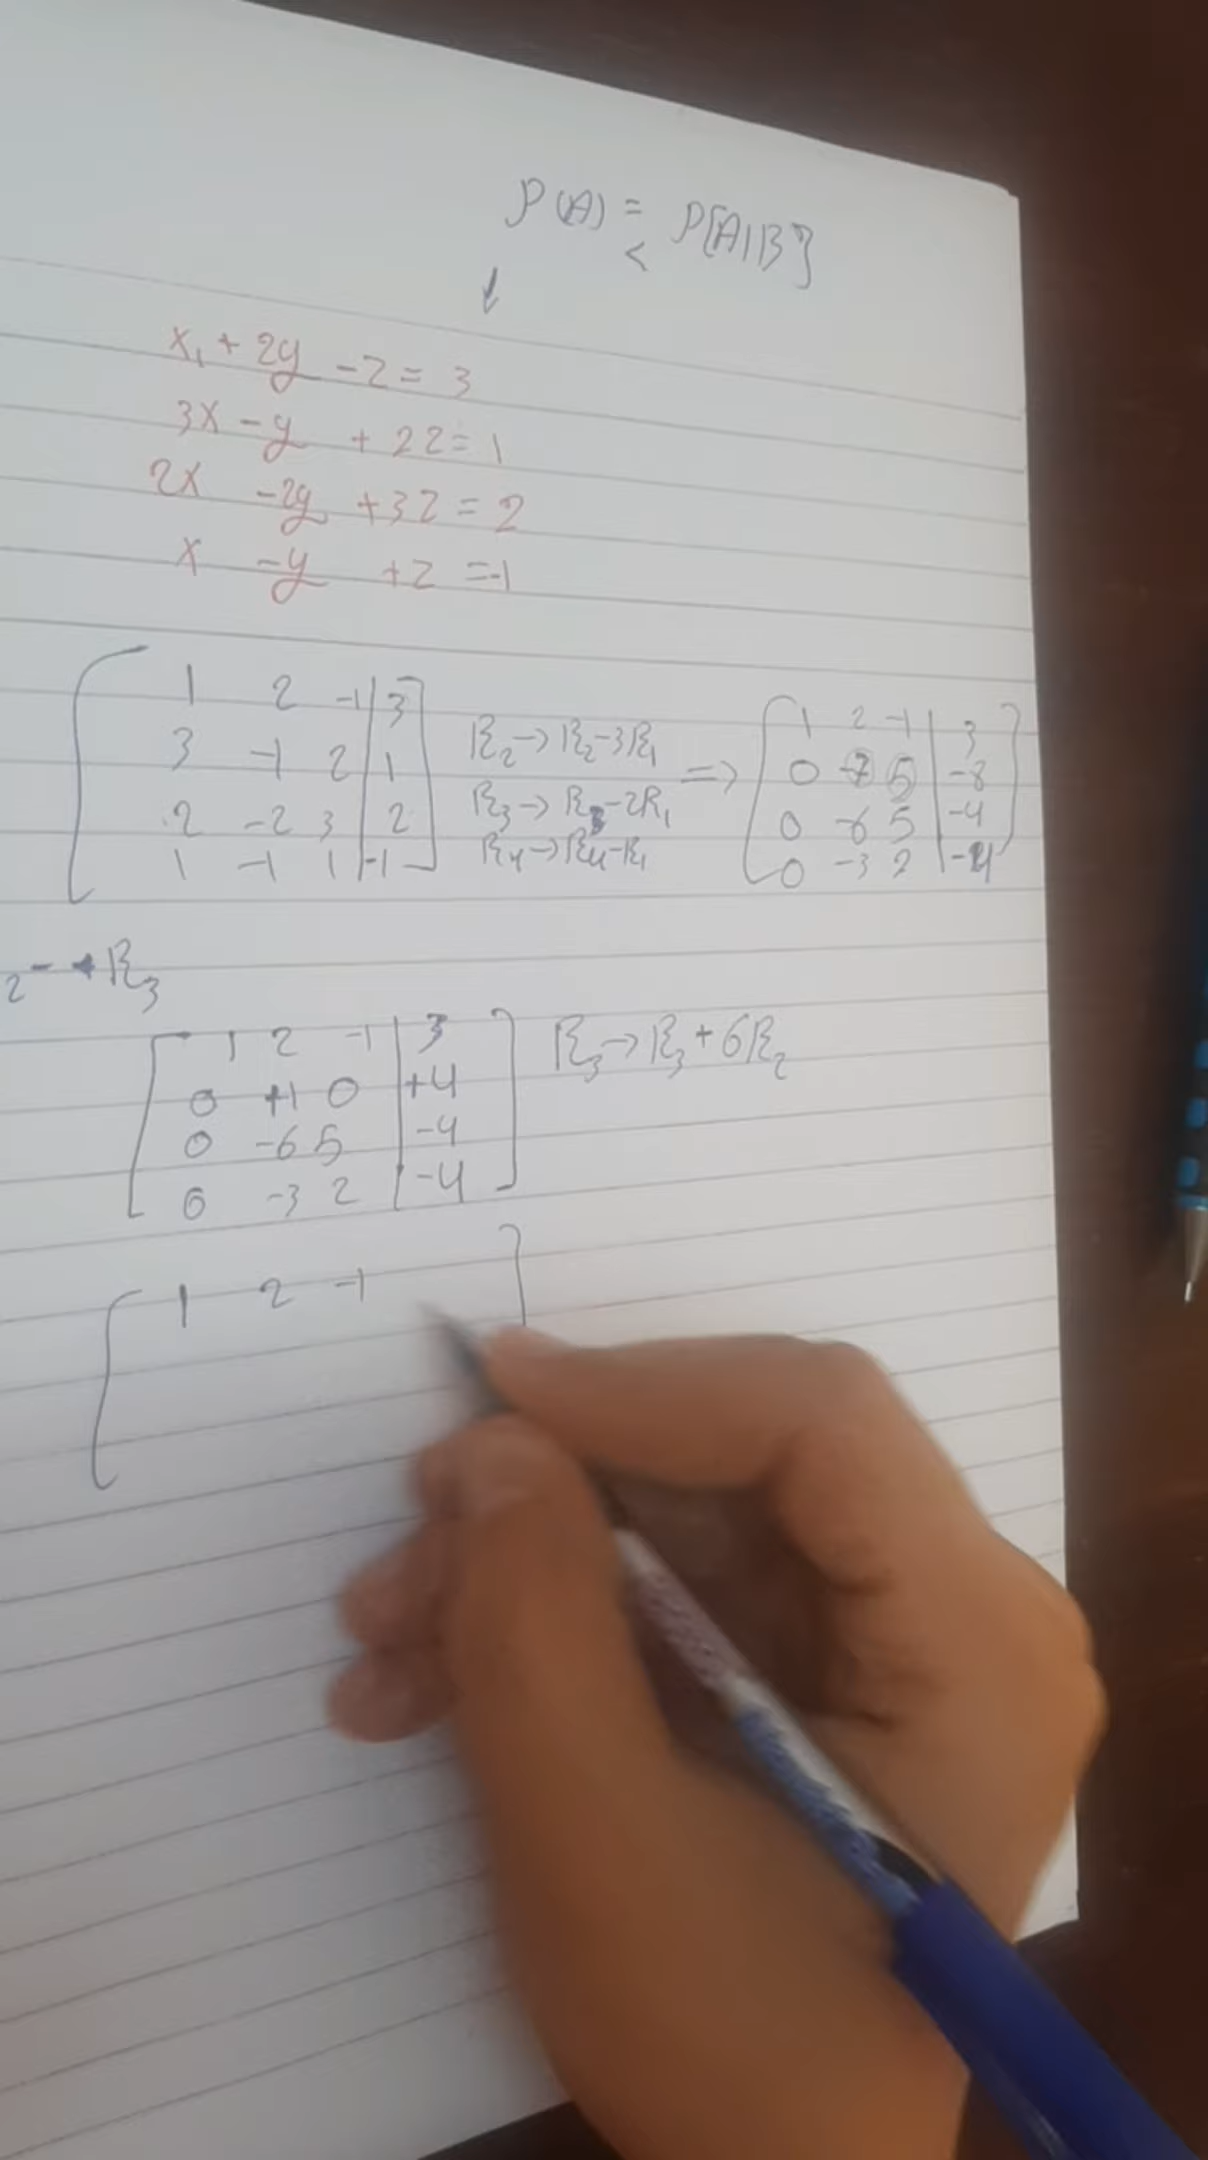 ρ(A) = ρ[A|B]
<
↓
x₁ + 2y - z = 3
3x - y + 2z = 1
2x - 2y + 3z = 2
x - y + z = -1
1 2 -1 | 3
3 -1 2 | 1
2 -2 3 | 2
1 -1 1 | -1
R₂ → R₂ - 3R₁
R₃ → R₃ - 2R₁
R₄ → R₄ - R₁
⇒
1 2 -1 | 3
0 -7 5 | -8
0 -6 5 | -4
0 -3 2 | -4
₂ - R₃
1 2 -1 | 3
0 +1 0 | +4
0 -6 5 | -4
0 -3 2 | -4
R₃ → R₃ + 6R₂
1 2 -1